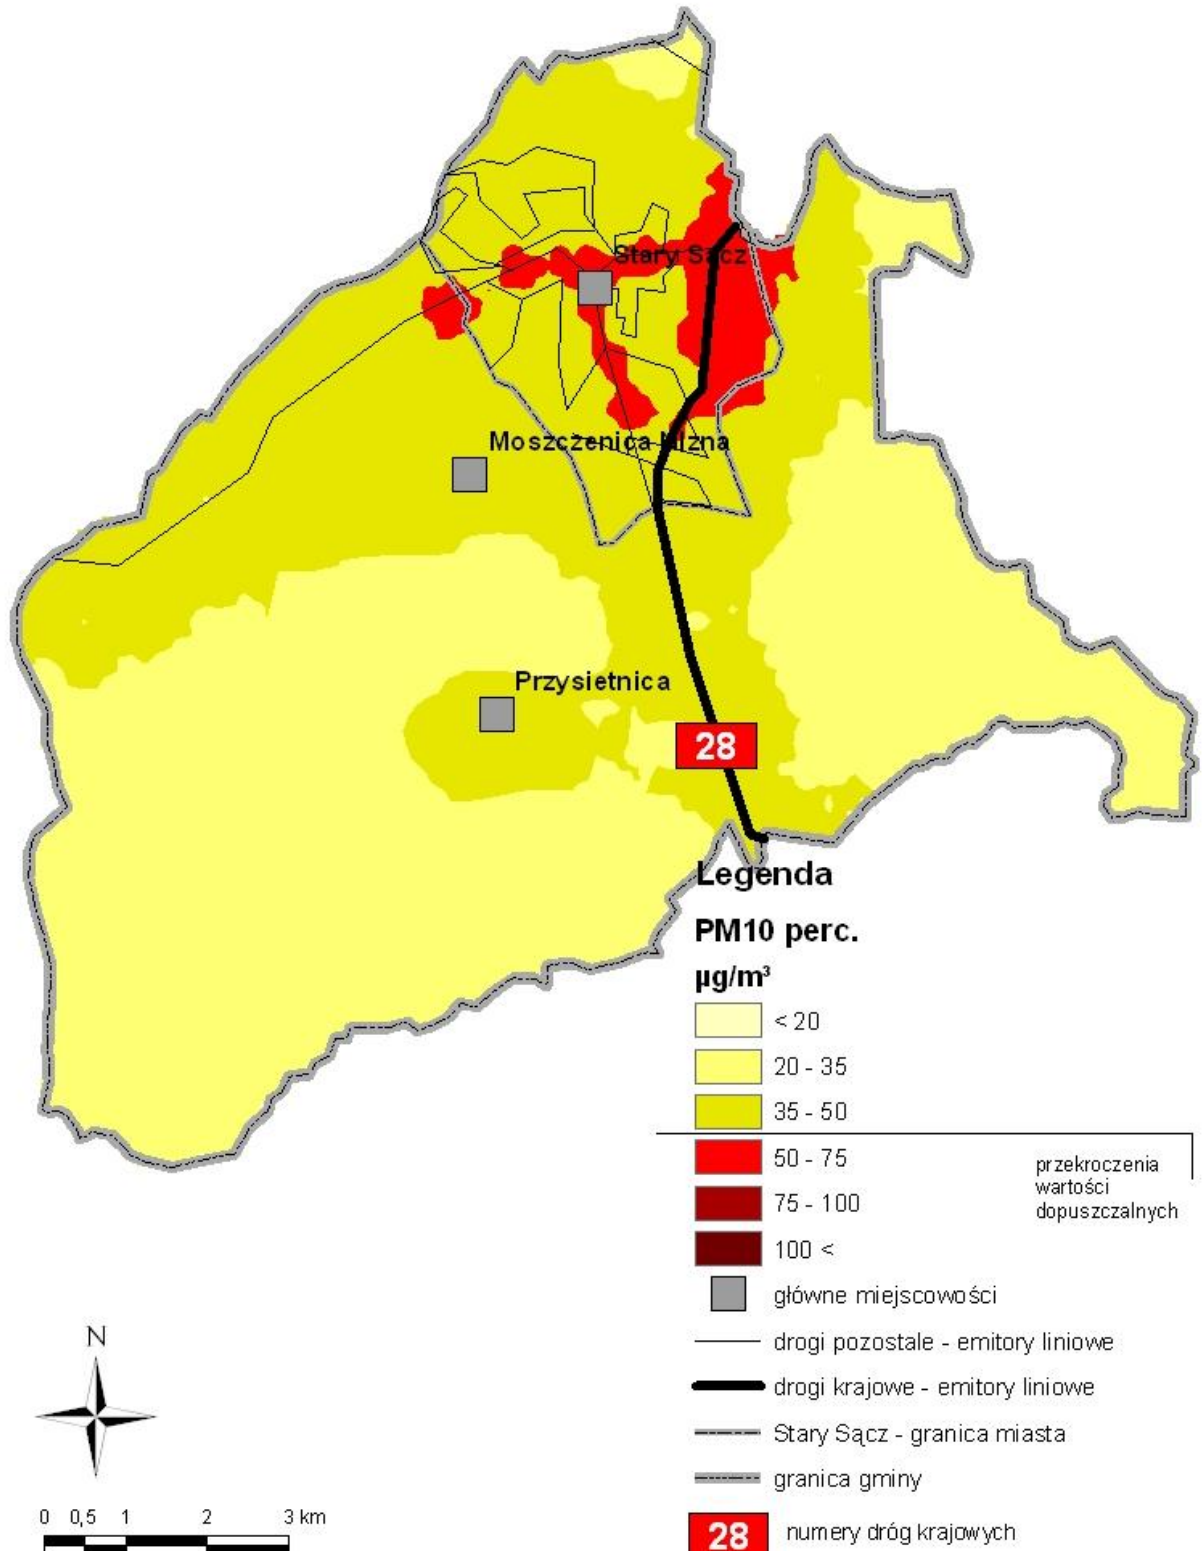 Stary Sącz
Moszczenica Niżna
Przysietnica
28
Legenda
PM10 perc.
µg/m³
< 20
20 - 35
35 - 50
50 - 75
75 - 100
100 <
przekroczenia
wartości
dopuszczalnych
główne miejscowości
drogi pozostale - emitory liniowe
drogi krajowe - emitory liniowe
Stary Sącz - granica miasta
granica gminy
28 numery dróg krajowych
N
0 0,5 1 2 3 km